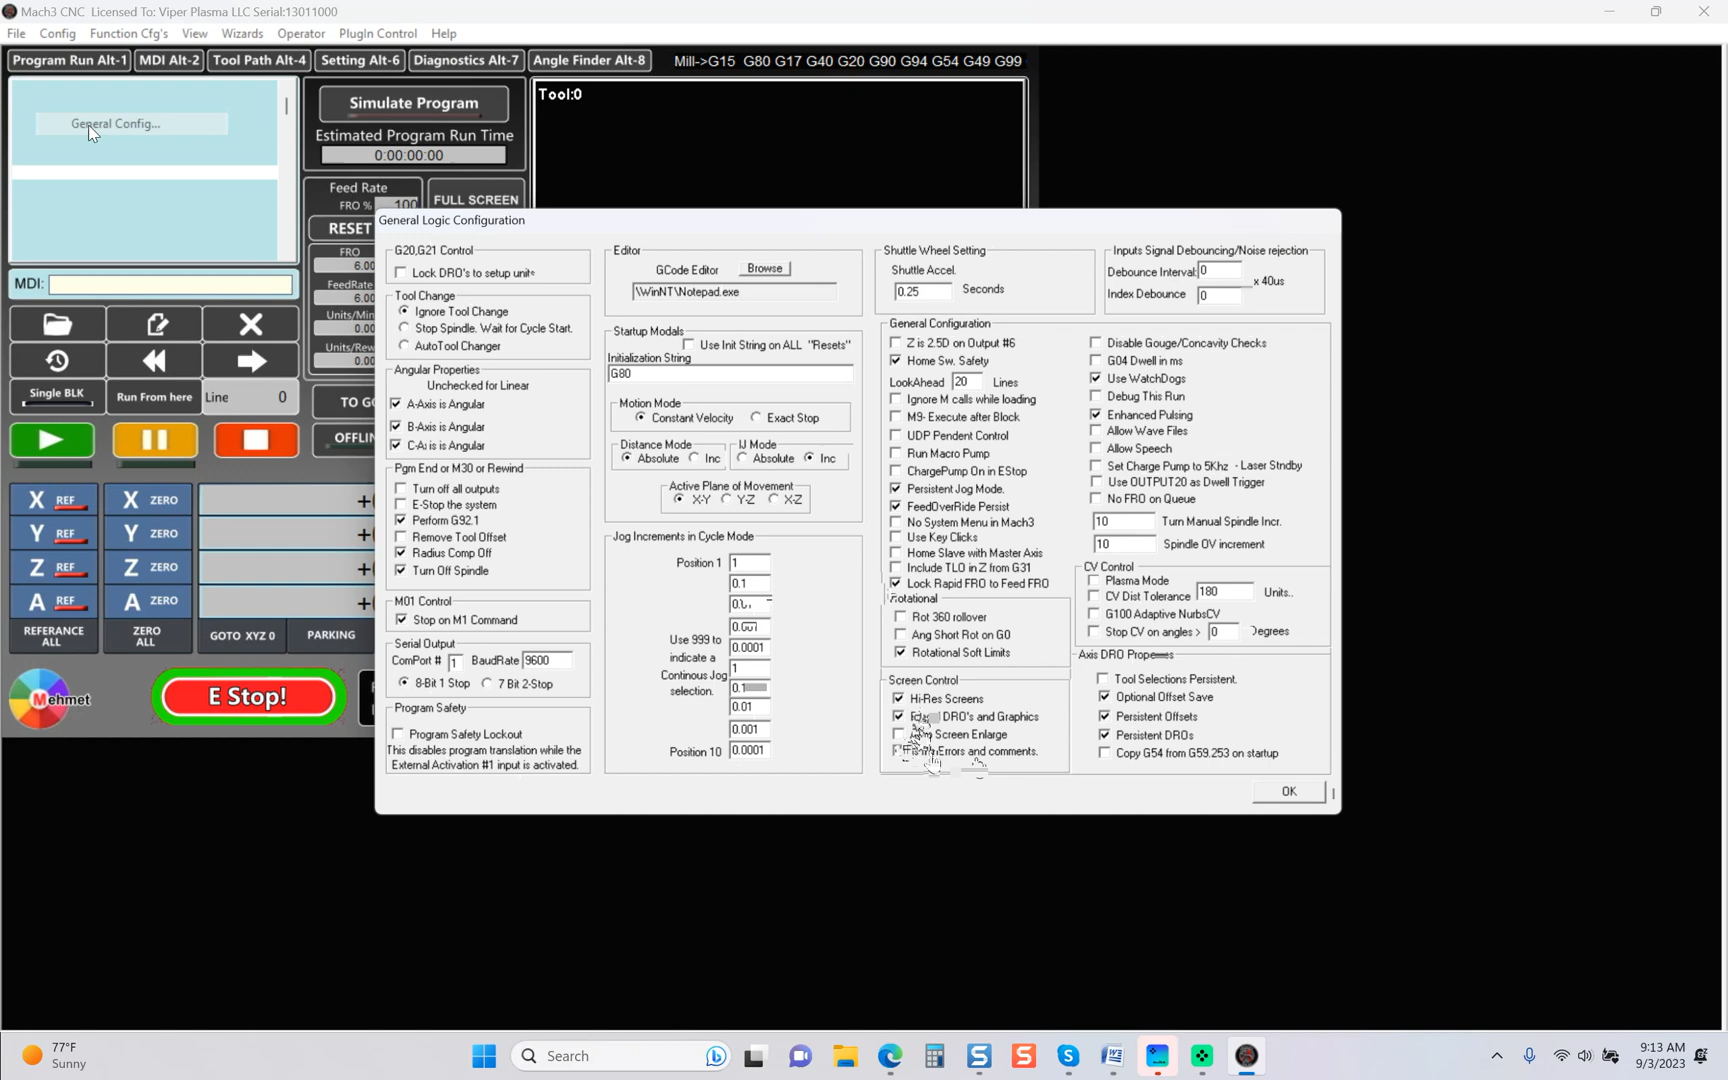 Mach3 CNC Licensed To: Viper Plasma LLC Serial:13011000
File Config Function Cfg's View Wizards Operator PlugIn Control Help
Program Run Alt-1 MDI Alt-2 Tool Path Alt-4 Setting Alt-6 Diagnostics Alt-7 Angle Finder Alt-8 Mill->G15 G80 G17 G40 G20 G90 G94 G54 G49 G99
General Config...
Simulate Program
Estimated Program Run Time
0:00:00:00
Tool:0
Feed Rate
FRO % 100
FULL SCREEN
RESET
FRO
6.00
FeedRate
6.00
Units/Min
0.00
0.00
MDI:
Single BLK
Run From here
Line 0
TO GO
OFFLIN
X REF X ZERO
Y REF Y ZERO
Z REF Z ZERO
A REF A ZERO
REFERANCE ALL
ZERO ALL
GOTO XYZ 0
PARKING
Mehmet
E Stop!
General Logic Configuration
G20,G21 Control
Lock DRO's to setup units
Tool Change
Ignore Tool Change
Stop Spindle. Wait for Cycle Start.
AutoTool Changer
Angular Properties
Unchecked for Linear
A-Axis is Angular
B-Axis is Angular
is Angular
Pgm End or M30 or Rewind
Turn off all outputs
E-Stop the system
Perform G92.1
Remove Tool Offset
Radius Comp Off
Turn Off Spindle
M01 Control
Stop on M1 Command
Serial Output
ComPort # 1 BaudRate 9600
8-Bit 1 Stop 7 Bit 2-Stop
Program Safety
Program Safety Lockout
This disables program translation while the
External Activation #1 input is activated.
Editor
GCode Editor Browse
\WinNT\Notepad.exe
Startup Modals
Use Init String on ALL "Resets"
Initialization String
G80
Motion Mode
Constant Velocity Exact Stop
Distance Mode
Absolute Inc
IJ Mode
Absolute Inc
Active Plane of Movement
X-Y Y-Z X-Z
Jog Increments in Cycle Mode
Position 1 1
0.1
0.0001
1
0.01
0.001
Position 10 0.0001
Use 999 to
indicate a
Continous Jog
selection.
Shuttle Wheel Setting
Shuttle Accel.
0.25 Seconds
Inputs Signal Debouncing/Noise rejection
Debounce Interval: 0
x 40us
Index Debounce 0
General Configuration
Z is 2.5D on Output #6
Home Sw. Safety
LookAhead 20 Lines
Ignore M calls while loading
M9- Execute after Block
UDP Pendent Control
Run Macro Pump
ChargePump On in EStop
Persistent Jog Mode.
FeedOverRide Persist
No System Menu in Mach3
Use Key Clicks
Home Slave with Master Axis
Include TLO in Z from G31
Lock Rapid FRO to Feed FRO
Disable Gouge/Concavity Checks
G04 Dwell in ms
Use WatchDogs
Debug This Run
Enhanced Pulsing
Allow Wave Files
Allow Speech
Set Charge Pump to 5Khz - Laser Stndby
Use OUTPUT20 as Dwell Trigger
No FRO on Queue
10 Turn Manual Spindle Incr.
10 Spindle OV increment
Rotational
Rot 360 rollover
Ang Short Rot on G0
Rotational Soft Limits
Screen Control
Hi-Res Screens
DRO's and Graphics
Screen Enlarge
Errors and comments.
CV Control
Plasma Mode
CV Dist Tolerance 180 Units..
G100 Adaptive NurbsCV
Stop CV on angles > 0 Degrees
Axis DRO
Tool Selections Persistent.
Optional Offset Save
Persistent Offsets
Persistent DROs
Copy G54 from G59.253 on startup
OK
77°F
Sunny
Search
9:13 AM
9/3/2023